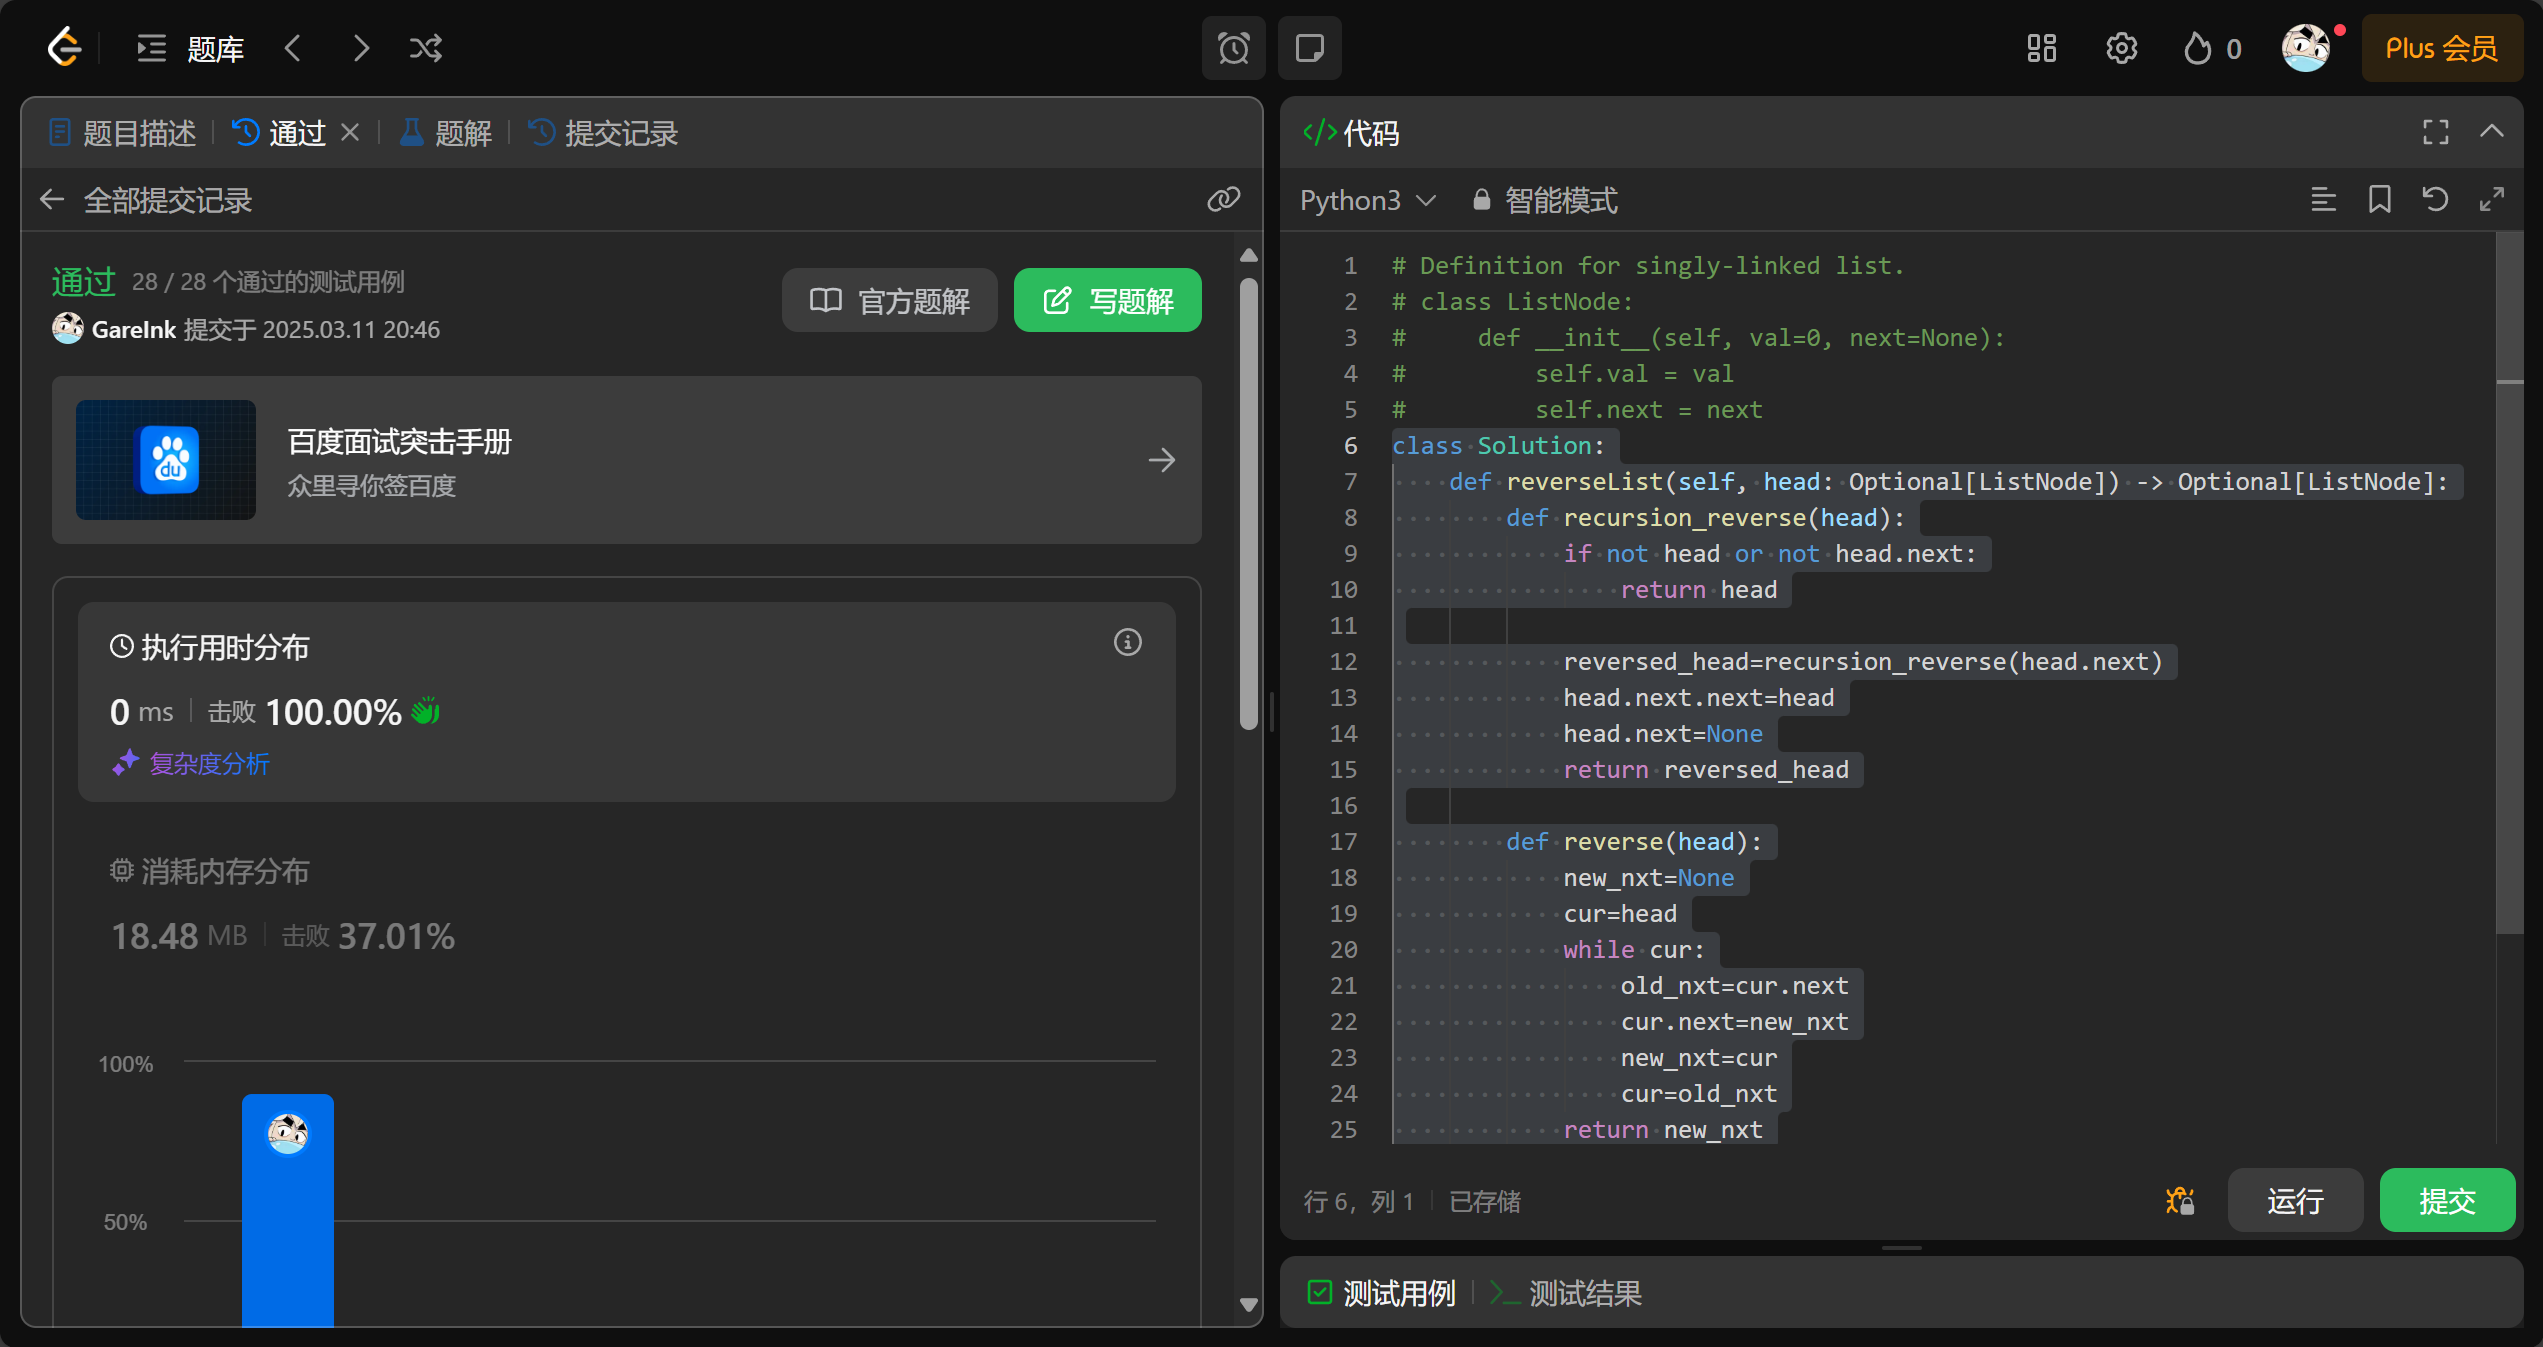 题库
0
Plus 会员
题目描述
通过
题解
提交记录
全部提交记录
通过 28 / 28 个通过的测试用例
GareInk 提交于 2025.03.11 20:46
官方题解
写题解
du
百度面试突击手册
众里寻你签百度
执行用时分布
0 ms 击败 100.00%
复杂度分析
消耗内存分布
18.48 MB 击败 37.01%
100%
50%
</>代码
Python3 智能模式
1 # Definition for singly-linked list.
2 # class ListNode:
3 #     def __init__(self, val=0, next=None):
4 #         self.val = val
5 #         self.next = next
6 class Solution:
7     def reverseList(self, head: Optional[ListNode]) -> Optional[ListNode]:
8         def recursion_reverse(head):
9             if not head or not head.next:
10                 return head
11
12             reversed_head=recursion_reverse(head.next)
13             head.next.next=head
14             head.next=None
15             return reversed_head
16
17         def reverse(head):
18             new_nxt=None
19             cur=head
20             while cur:
21                 old_nxt=cur.next
22                 cur.next=new_nxt
23                 new_nxt=cur
24                 cur=old_nxt
25             return new_nxt
行 6, 列 1 已存储
运行
提交
测试用例
测试结果